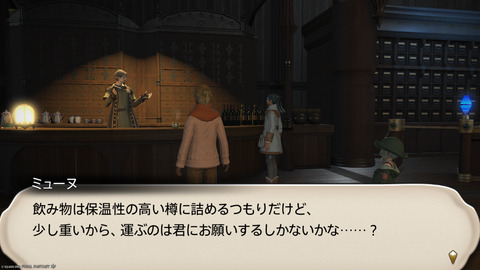 ミューヌ
飲み物は保温性の高い樽に詰めるつもりだけど、
少し重いから、運ぶのは君にお願いするしかないかな……？